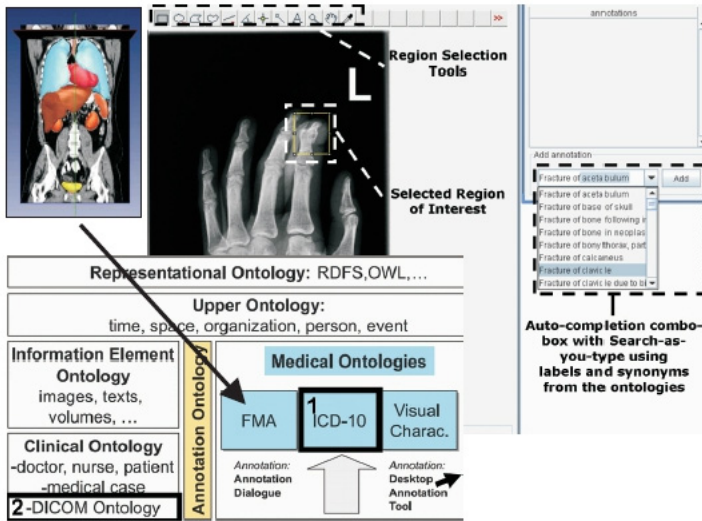 annotations
Region Selection
Tools
L
Add annotation
Fracture of acetabulum
Add
Selected Region
of Interest
Fracture of acetabulum
Fracture of base of skull
Fracture of bone following i
Fracture of bone in neoplas
Fracture of bony thorax, part
Fracture of calcaneus
Fracture of clavicle
Fracture of clavicle due to bi
Auto-completion combo-
box with Search-as-
you-type using
labels and synonyms
from the ontologies
Representational Ontology: RDFS,OWL,...
Upper Ontology:
time, space, organization, person, event
Information Element
Ontology
images, texts,
volumes, ...
Clinical Ontology
-doctor, nurse, patient
-medical case
2-DICOM Ontology
Annotation Ontology
Medical Ontologies
FMA
1
ICD-10
Visual
Charac.
Annotation:
Annotation
Dialogue
Annotation:
Desktop
Annotation
Tool